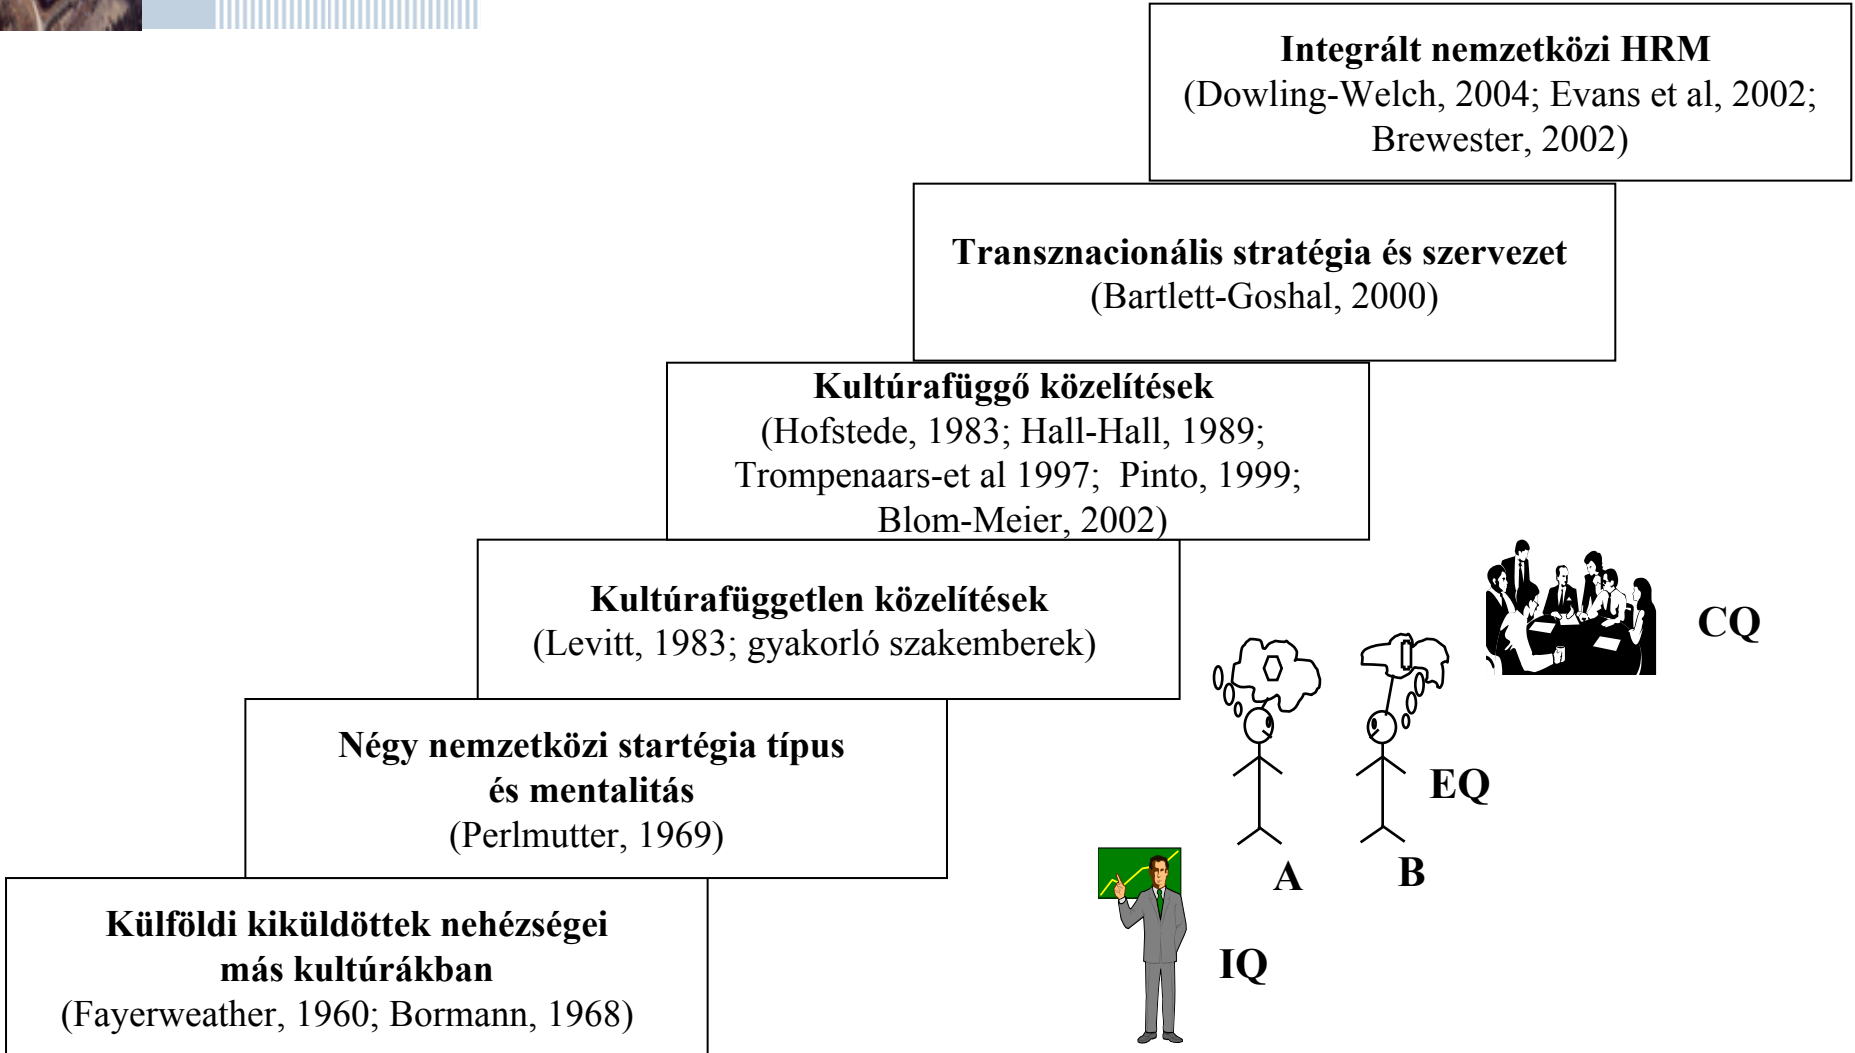 Integrált nemzetközi HRM
(Dowling-Welch, 2004; Evans et al, 2002;
Brewester, 2002)
Transznacionális stratégia és szervezet
(Bartlett-Goshal, 2000)
Kultúrafüggő közelítések
(Hofstede, 1983; Hall-Hall, 1989;
Trompenaars-et al 1997; Pinto, 1999;
Blom-Meier, 2002)
Kultúrafüggetlen közelítések
(Levitt, 1983; gyakorló szakemberek)
Négy nemzetközi startégia típus
és mentalitás
(Perlmutter, 1969)
Külföldi kiküldöttek nehézségei
más kultúrákban
(Fayerweather, 1960; Bormann, 1968)
CQ
EQ
A
B
IQ